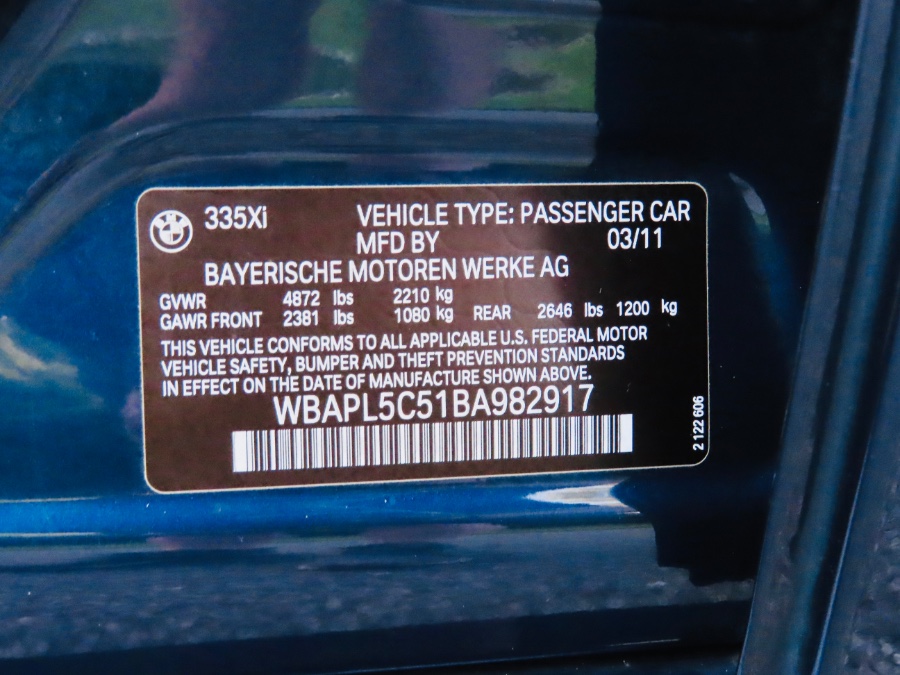 335Xi VEHICLE TYPE: PASSENGER CAR
MFD BY 03/11
BAYERISCHE MOTOREN WERKE AG
GVWR 4872 lbs 2210 kg
GAWR FRONT 2381 lbs 1080 kg REAR 2646 lbs 1200 kg
THIS VEHICLE CONFORMS TO ALL APPLICABLE U.S. FEDERAL MOTOR
VEHICLE SAFETY, BUMPER AND THEFT PREVENTION STANDARDS
IN EFFECT ON THE DATE OF MANUFACTURE SHOWN ABOVE.
WBAPL5C51BA982917
2 122 606